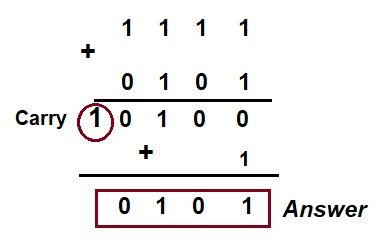 1 1 1 1
+
0 1 0 1
Carry 1 0 1 0 0
+ 1
0 1 0 1 Answer